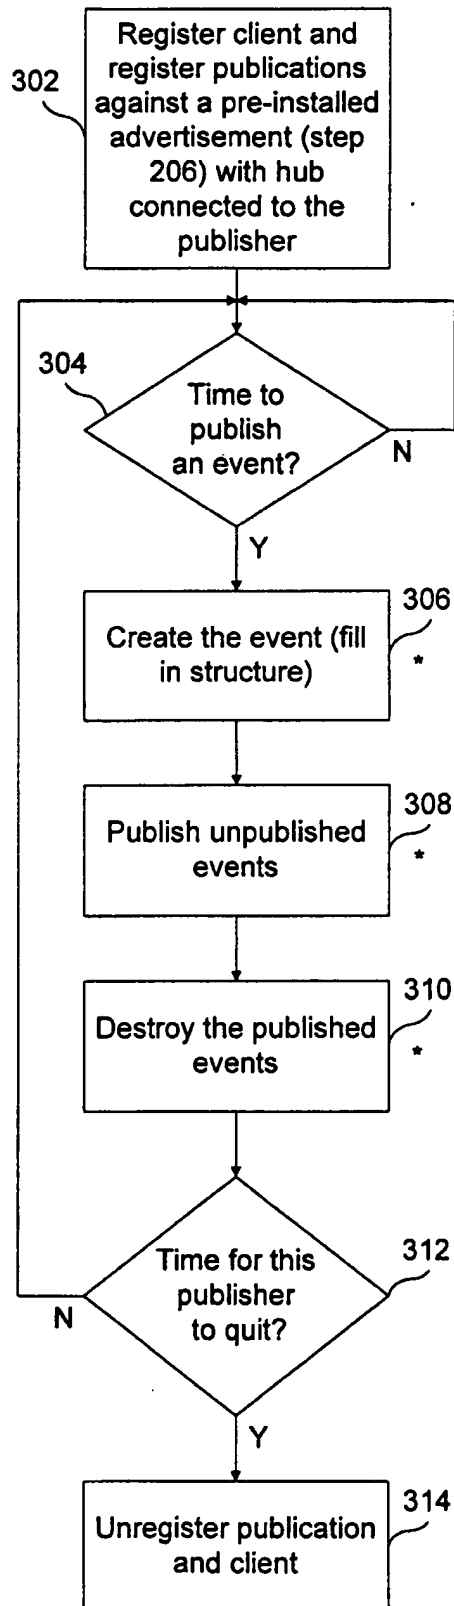 302
Register client and
register publications
against a pre-installed
advertisement (step
206) with hub
connected to the
publisher
304
Time to
publish
an event?
N
Y
306
Create the event (fill
in structure)
*
308
Publish unpublished
events
*
310
Destroy the published
events
*
312
Time for this
publisher
to quit?
N
Y
314
Unregister publication
and client